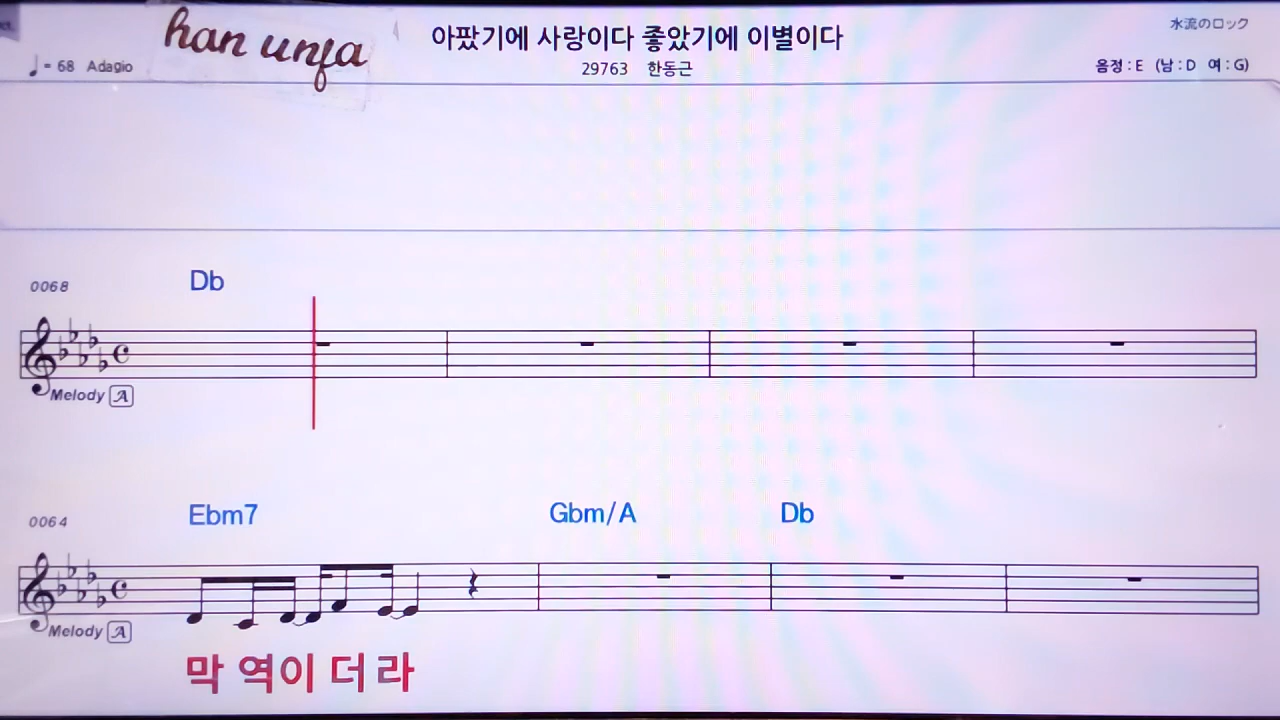 han unfa
아팠기에 사랑이다 좋았기에 이별이다
水流のロック
♩= 68 Adagio
29763 한동근
음정 : E (남 : D 여 : G)
0068
Db
Melody A
0064
Ebm7 Gbm/A Db
Melody A
막 역이 더 라